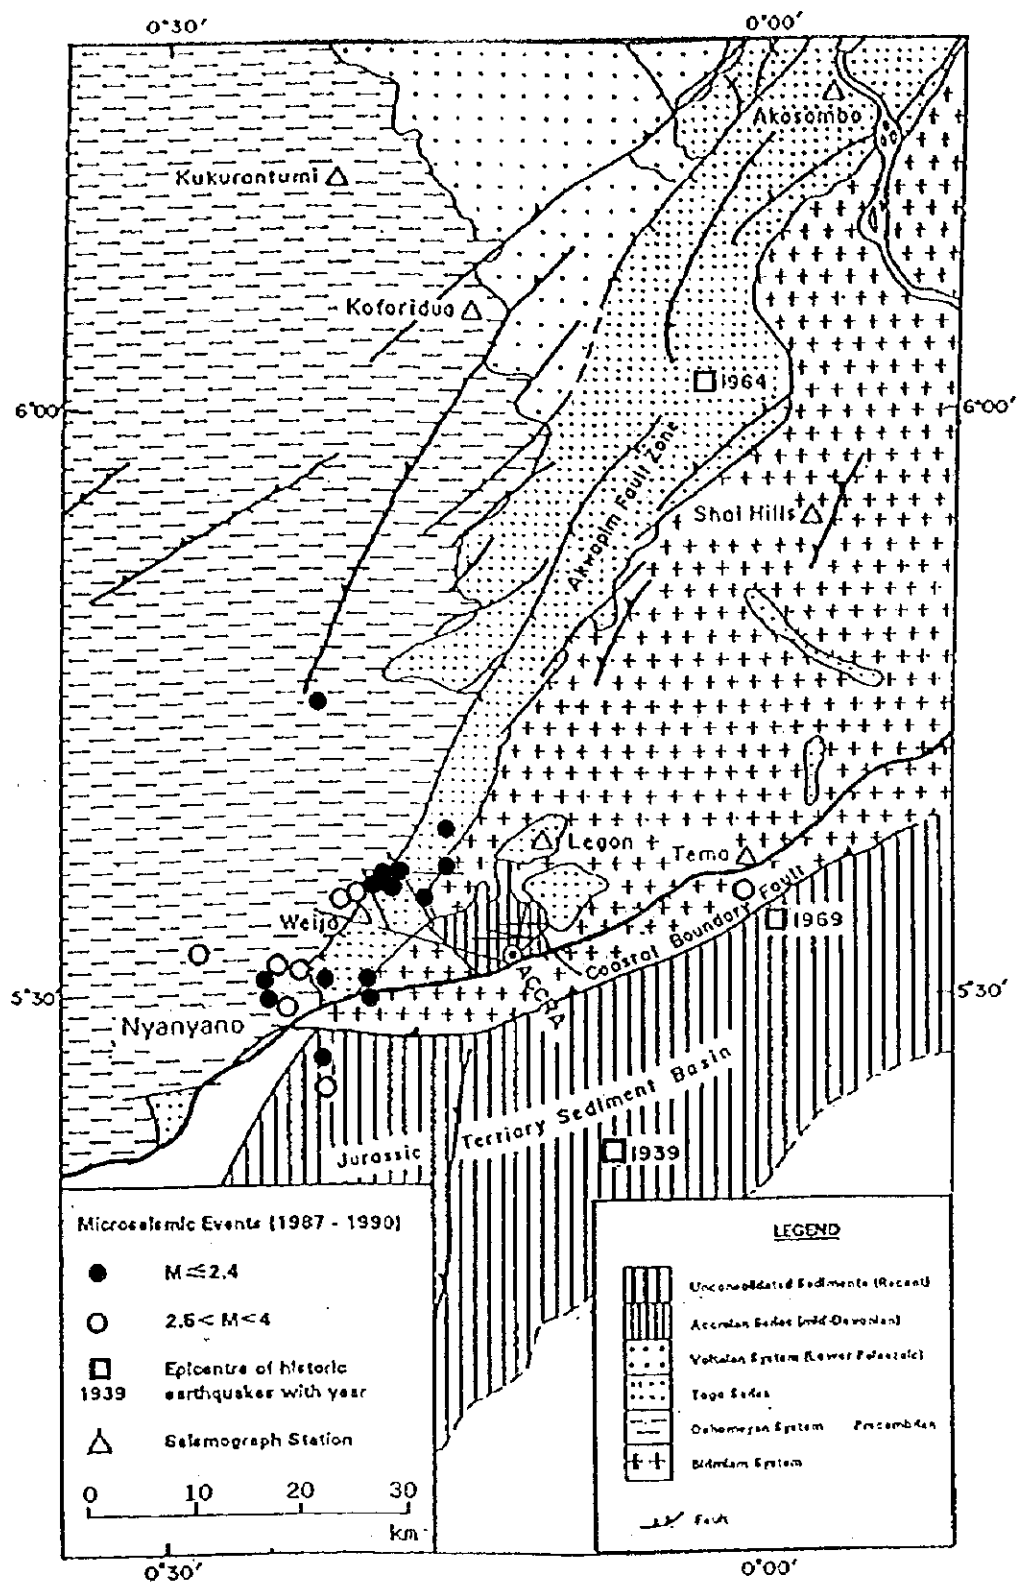 0°30′
0°00′
Akosombo
Kukurantumi
Koforidua
1964
6°00′
6°00′
Akwapim Fault Zone
Shai Hills
Legon
Tema
Weija
1969
Coastal Boundary Fault
ACCRA
5°30′
5°30′
Nyanyano
Tertiary Sediment Basin
Jurassic
1939
Microseismic Events (1987 - 1990)
M ≤ 2.4
2.5 < M < 4
Epicentre of historic
1939 earthquakes with year
Seismograph Station
0 10 20 30
km
LEGEND
Unconsolidated Sediments (Recent)
Accraian Series (mid-Devonian)
Voltaian System (Lower Paleozoic)
Togo Series
Dahomeyan System Precambrian
System
Fault
0°30′
0°00′